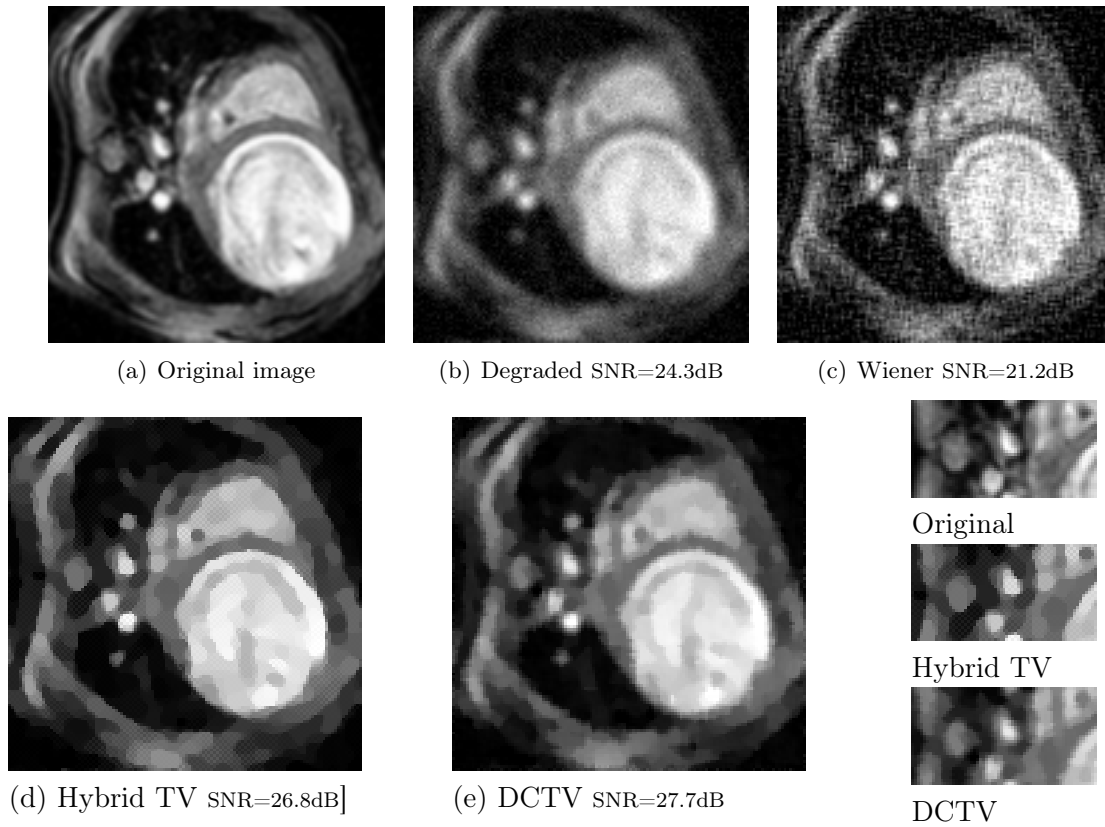 (a) Original image
(b) Degraded SNR=24.3dB
(c) Wiener SNR=21.2dB
(d) Hybrid TV SNR=26.8dB]
(e) DCTV SNR=27.7dB
Original
Hybrid TV
DCTV